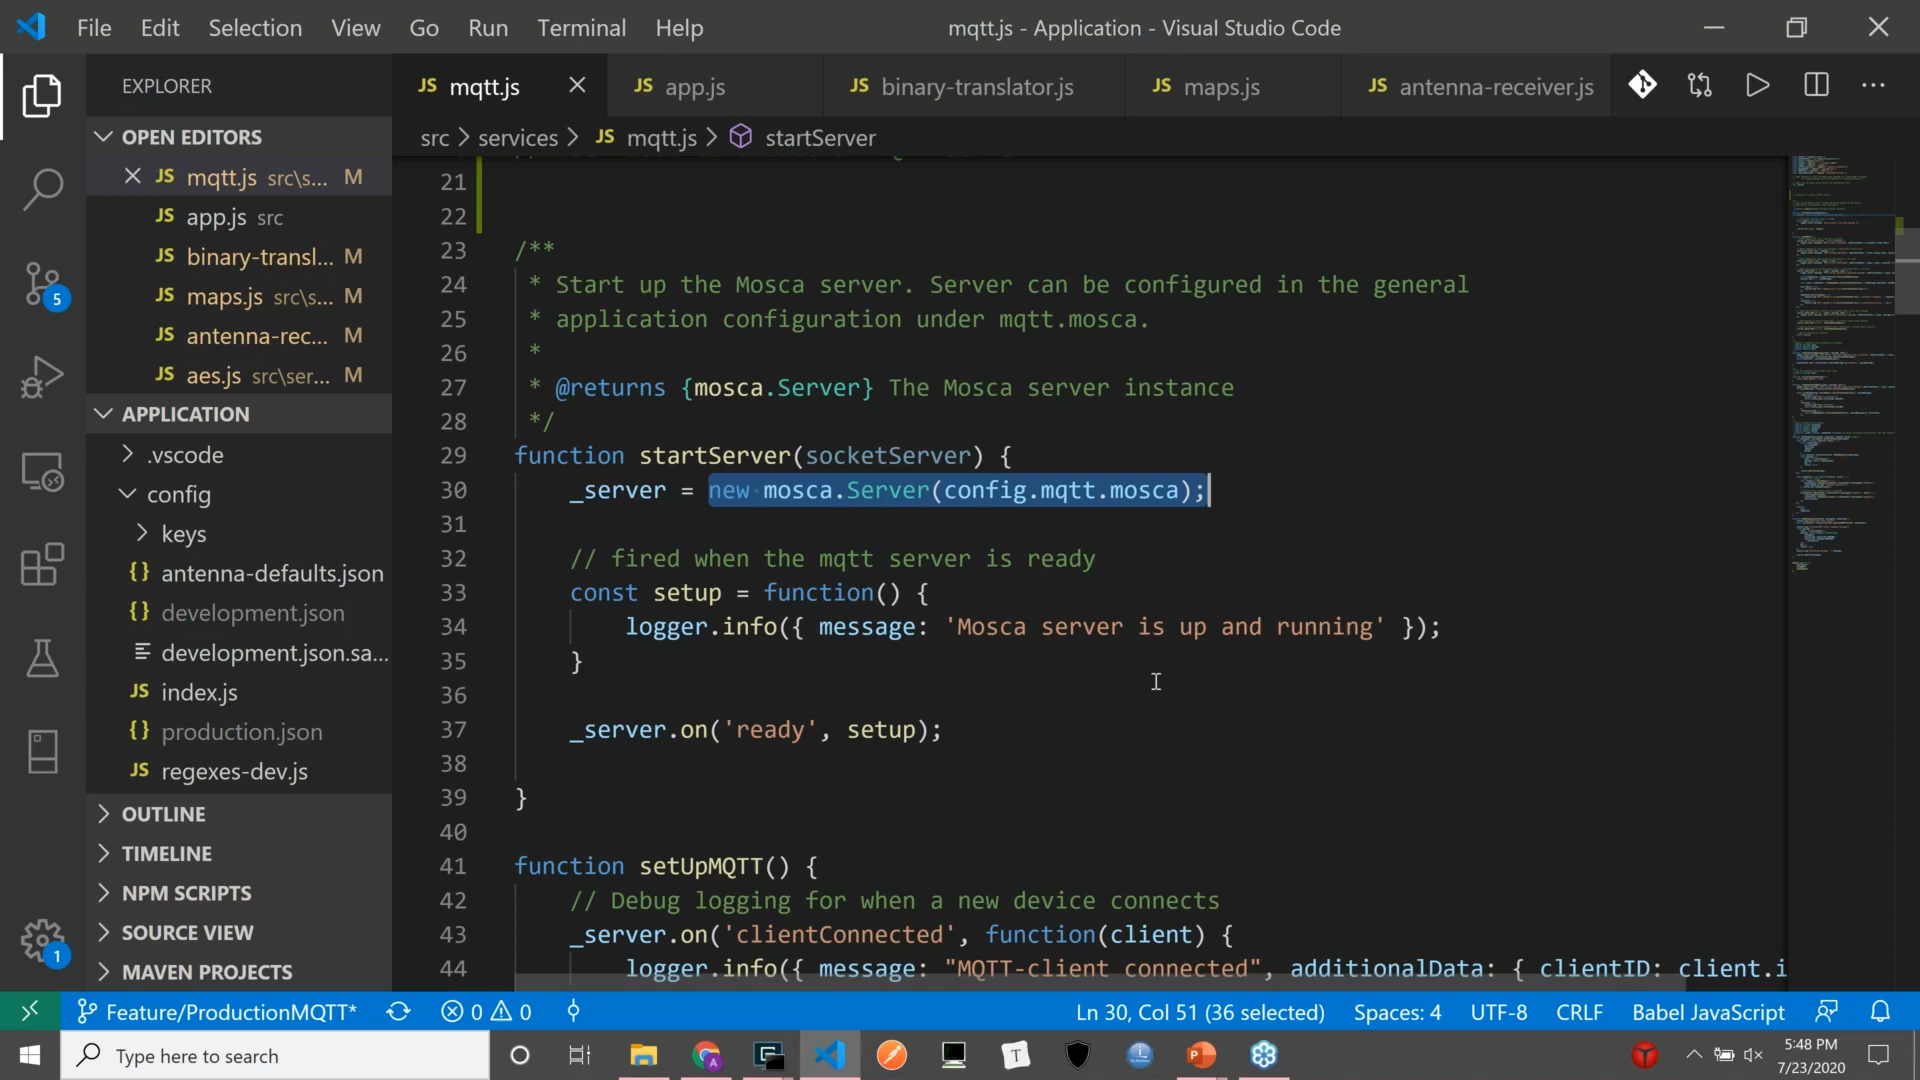 File Edit Selection View Go Run Terminal Help mqtt.js - Application - Visual Studio Code
EXPLORER
JS mqtt.js JS app.js JS binary-translator.js JS maps.js JS antenna-receiver.js
OPEN EDITORS
JS mqtt.js src\s... M
JS app.js src
JS binary-transl... M
JS maps.js src\s... M
JS antenna-rec... M
JS aes.js src\ser... M
APPLICATION
.vscode
config
keys
{} antenna-defaults.json
{} development.json
development.json.sa...
JS index.js
{} production.json
JS regexes-dev.js
OUTLINE
TIMELINE
NPM SCRIPTS
SOURCE VIEW
MAVEN PROJECTS
5
1
src > services > JS mqtt.js > startServer
21
22
23 /**
24 * Start up the Mosca server. Server can be configured in the general
25 * application configuration under mqtt.mosca.
26 *
27 * @returns {mosca.Server} The Mosca server instance
28 */
29 function startServer(socketServer) {
30 _server = new mosca.Server(config.mqtt.mosca);
31
32 // fired when the mqtt server is ready
33 const setup = function() {
34 logger.info({ message: 'Mosca server is up and running' });
35 }
36
37 _server.on('ready', setup);
38
39 }
40
41 function setUpMQTT() {
42 // Debug logging for when a new device connects
43 _server.on('clientConnected', function(client) {
44 logger.info({ message: "MQTT-client connected", additionalData: { clientID: client.i
Feature/ProductionMQTT* 0 0 Ln 30, Col 51 (36 selected) Spaces: 4 UTF-8 CRLF Babel JavaScript
Type here to search
5:48 PM
7/23/2020